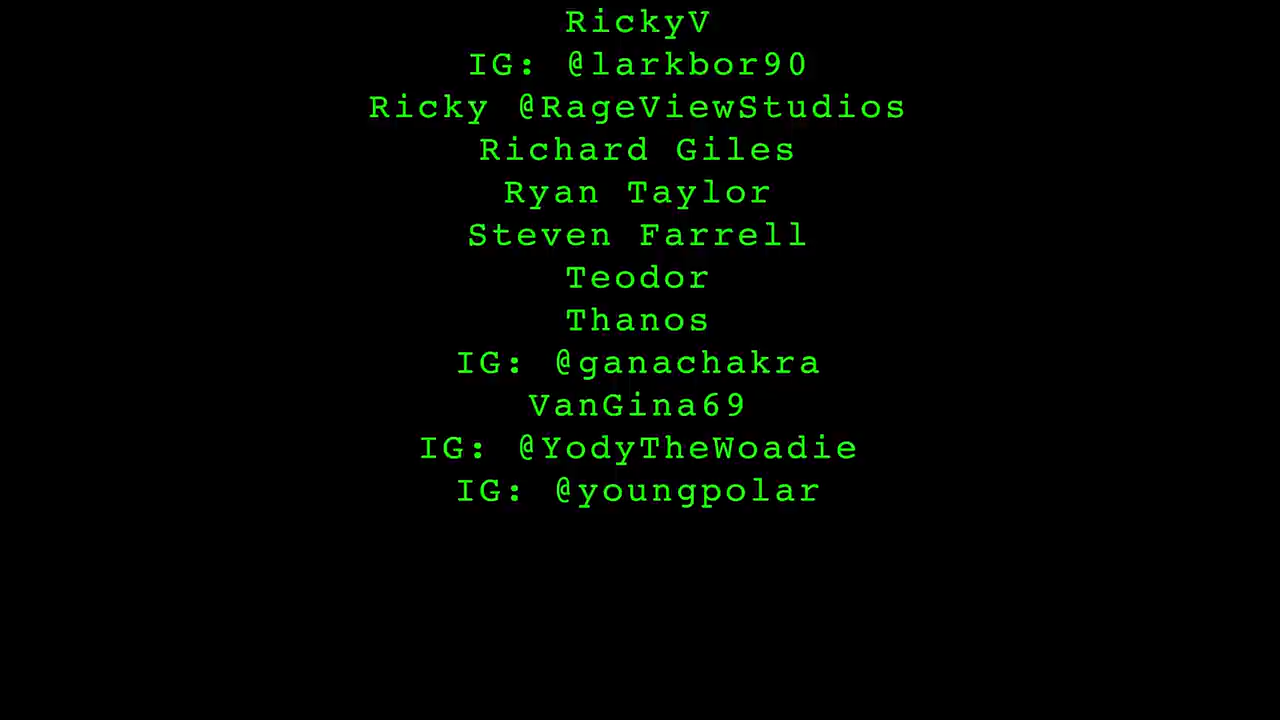 RickyV
IG: @larkbor90
Ricky @RageViewStudios
Richard Giles
Ryan Taylor
Steven Farrell
Teodor
Thanos
IG: @ganachakra
VanGina69
IG: @YodyTheWoadie
IG: @youngpolar